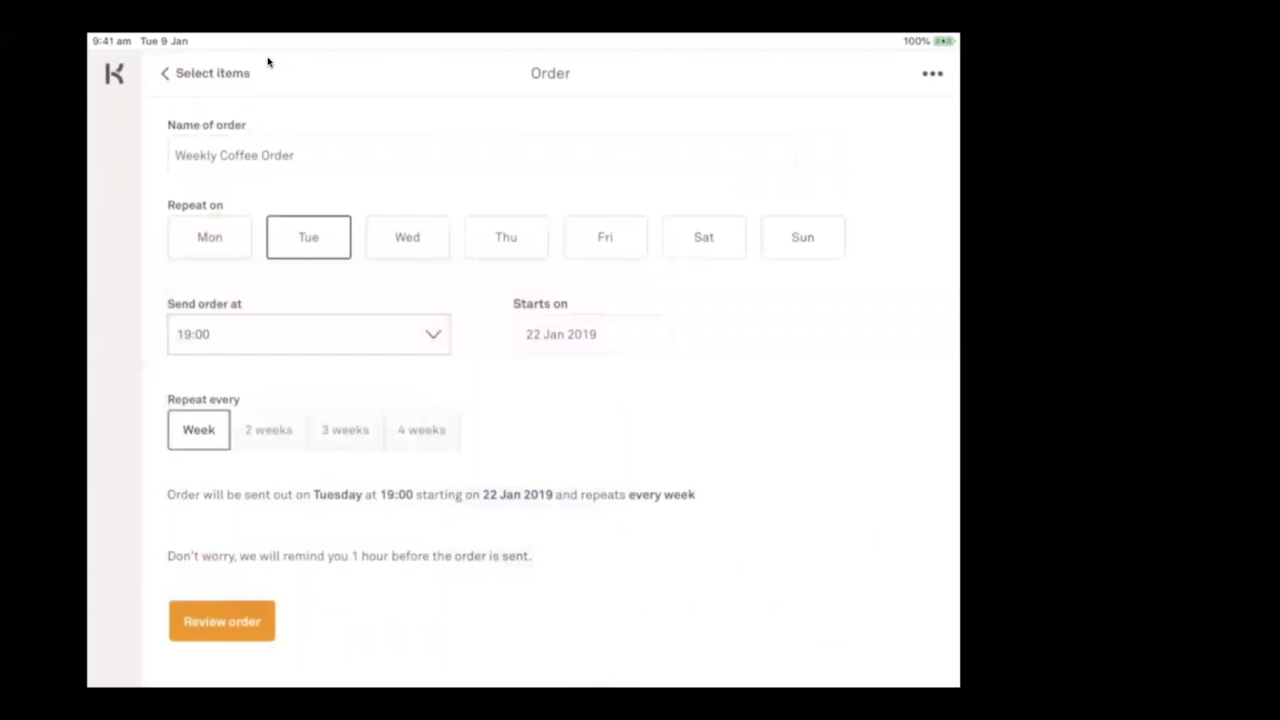 9:41 am Tue 9 Jan 100%
Select items Order
Name of order
Weekly Coffee Order
Repeat on
Mon Tue Wed Thu Fri Sat Sun
Send order at Starts on
19:00 22 Jan 2019
Repeat every
Week 2 weeks 3 weeks 4 weeks
Order will be sent out on Tuesday at 19:00 starting on 22 Jan 2019 and repeats every week
Don't worry, we will remind you 1 hour before the order is sent.
Review order